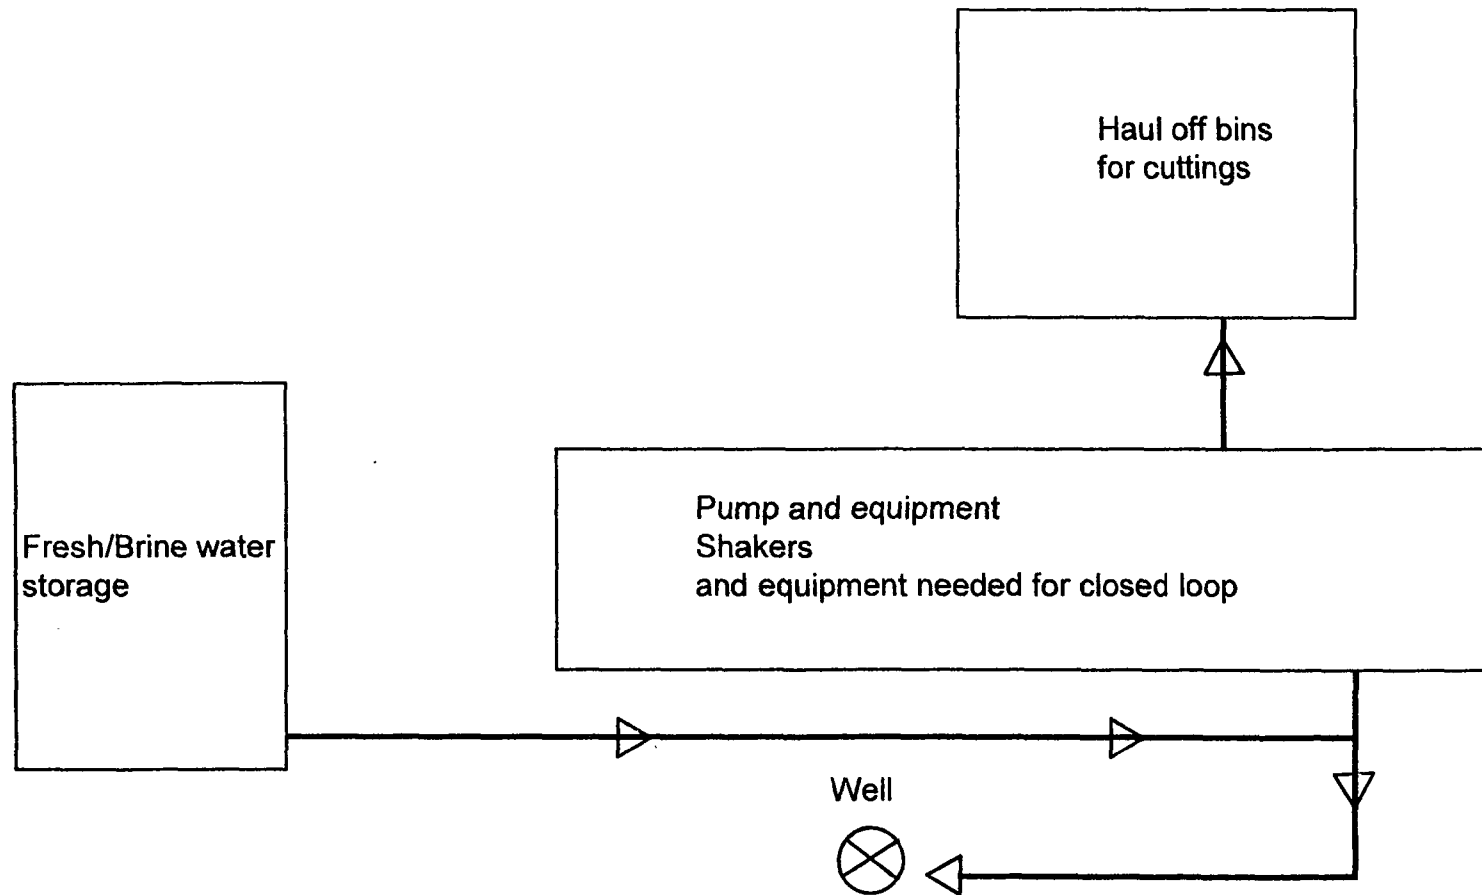 Haul off bins
for cuttings
Fresh/Brine water
storage
Pump and equipment
Shakers
and equipment needed for closed loop
Well